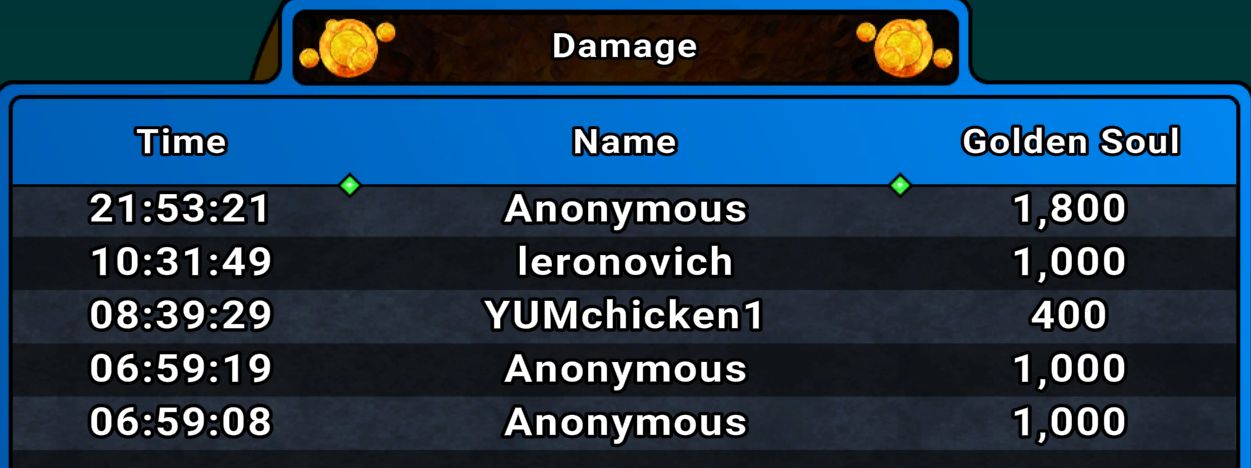 Damage
Time Name Golden Soul
21:53:21 Anonymous 1,800
10:31:49 leronovich 1,000
08:39:29 YUMchicken1 400
06:59:19 Anonymous 1,000
06:59:08 Anonymous 1,000